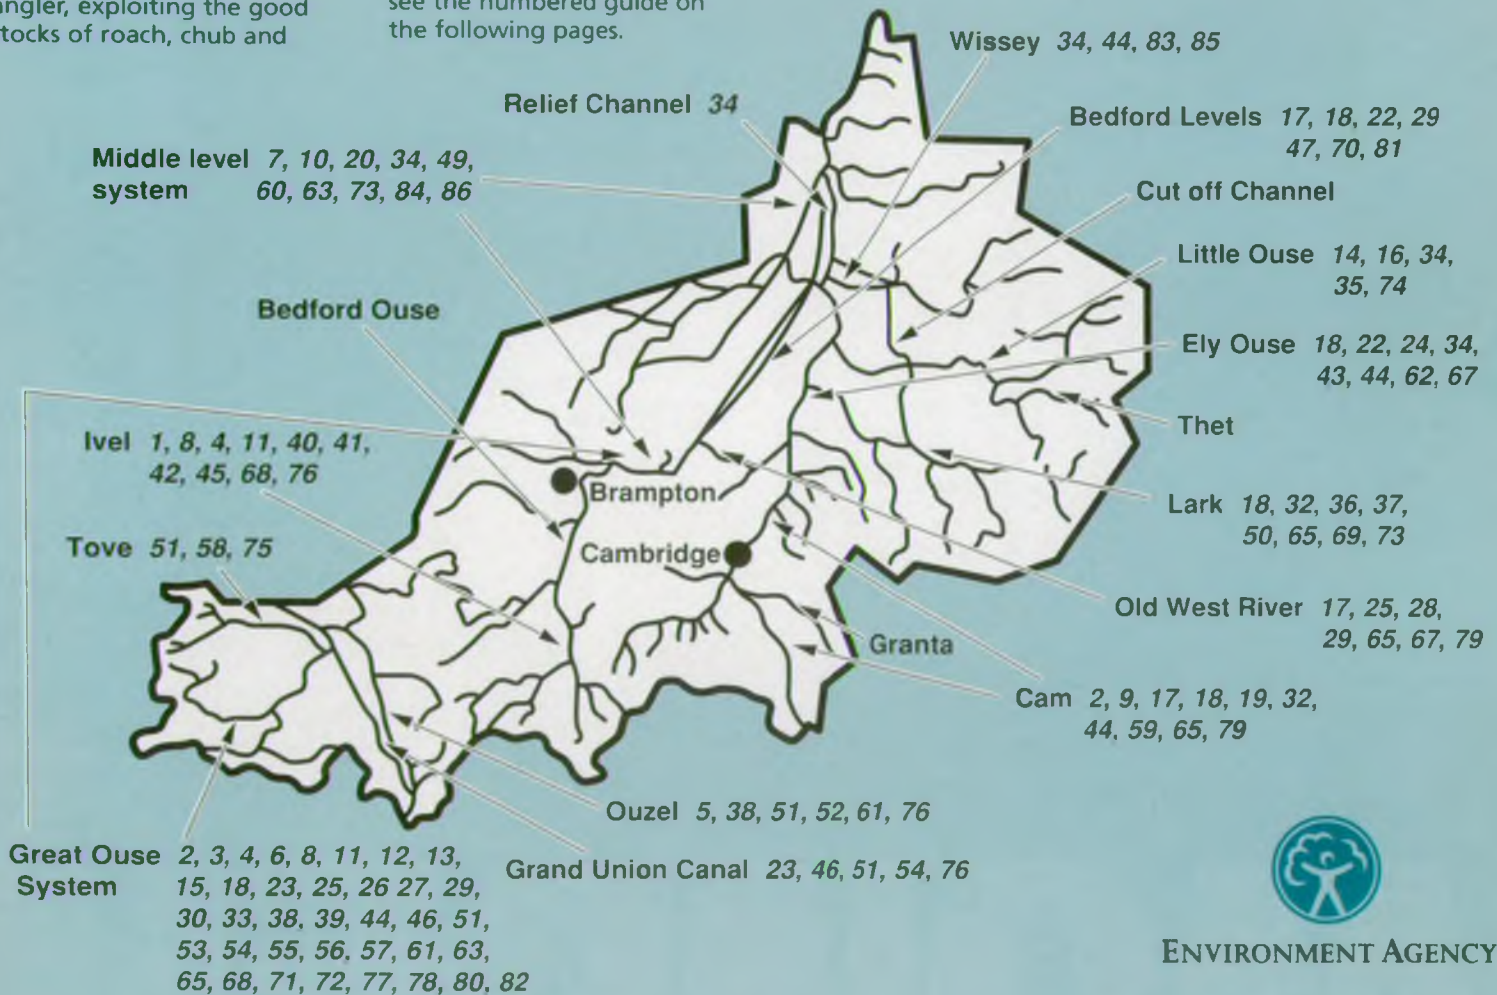 ngler, exploiting the good
tocks of roach, chub and
see the numbered guide on
the following pages.
Wissey 34, 44, 83, 85
Relief Channel 34
Bedford Levels 17, 18, 22, 29
47, 70, 81
Middle level 7, 10, 20, 34, 49,
system 60, 63, 73, 84, 86
Cut off Channel
Little Ouse 14, 16, 34,
35, 74
Bedford Ouse
Ely Ouse 18, 22, 24, 34,
43, 44, 62, 67
Thet
Ivel 1, 8, 4, 11, 40, 41,
42, 45, 68, 76
Brampton
Lark 18, 32, 36, 37,
50, 65, 69, 73
Tove 51, 58, 75
Cambridge
Old West River 17, 25, 28,
29, 65, 67, 79
Granta
Cam 2, 9, 17, 18, 19, 32,
44, 59, 65, 79
Ouzel 5, 38, 51, 52, 61, 76
Grand Union Canal 23, 46, 51, 54, 76
Great Ouse 2, 3, 4, 6, 8, 11, 12, 13,
System 15, 18, 23, 25, 26 27, 29,
30, 33, 38, 39, 44, 46, 51,
53, 54, 55, 56, 57, 61, 63,
65, 68, 71, 72, 77, 78, 80, 82
ENVIRONMENT AGENCY